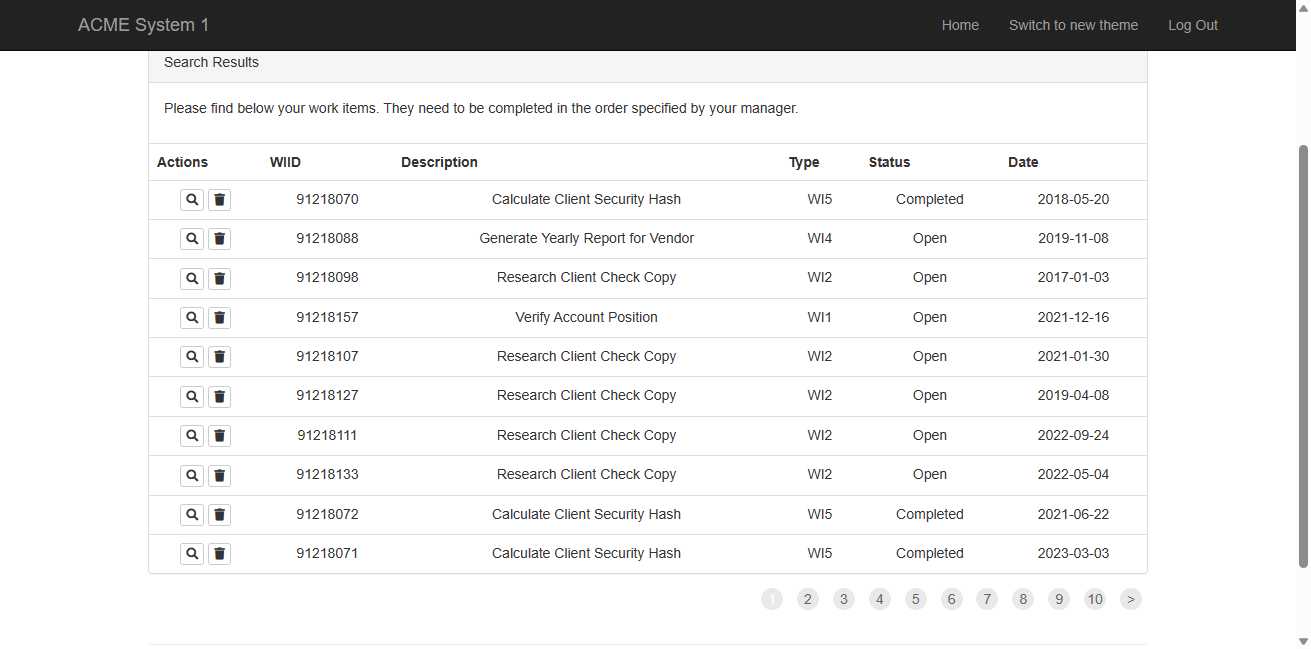 ACME System 1 Home Switch to new theme Log Out
Search Results
Please find below your work items. They need to be completed in the order specified by your manager.
Actions WIID Description Type Status Date
91218070 Calculate Client Security Hash WI5 Completed 2018-05-20
91218088 Generate Yearly Report for Vendor WI4 Open 2019-11-08
91218098 Research Client Check Copy WI2 Open 2017-01-03
91218157 Verify Account Position WI1 Open 2021-12-16
91218107 Research Client Check Copy WI2 Open 2021-01-30
91218127 Research Client Check Copy WI2 Open 2019-04-08
91218111 Research Client Check Copy WI2 Open 2022-09-24
91218133 Research Client Check Copy WI2 Open 2022-05-04
91218072 Calculate Client Security Hash WI5 Completed 2021-06-22
91218071 Calculate Client Security Hash WI5 Completed 2023-03-03
1 2 3 4 5 6 7 8 9 10 >